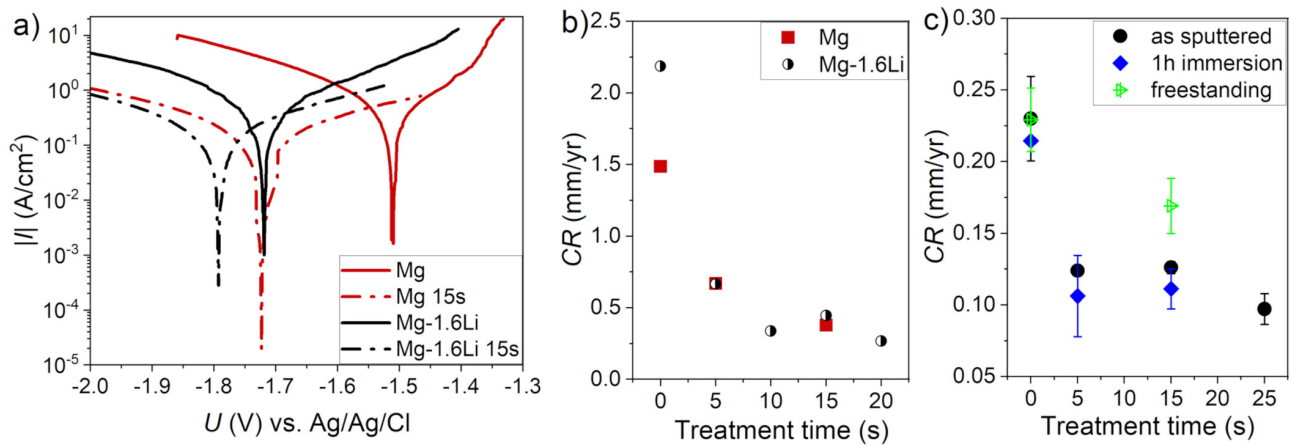 a)
10^1
10^0
10^-1
10^-2
10^-3
10^-4
10^-5
|I| (A/cm^2)
-2.0 -1.9 -1.8 -1.7 -1.6 -1.5 -1.4 -1.3
U (V) vs. Ag/Ag/Cl
Mg
Mg 15s
Mg-1.6Li
Mg-1.6Li 15s
b)
2.5
2.0
1.5
1.0
0.5
0.0
CR (mm/yr)
0 5 10 15 20
Treatment time (s)
Mg
Mg-1.6Li
c)
0.30
0.25
0.20
0.15
0.10
0.05
CR (mm/yr)
0 5 10 15 20 25
Treatment time (s)
as sputtered
1h immersion
freestanding